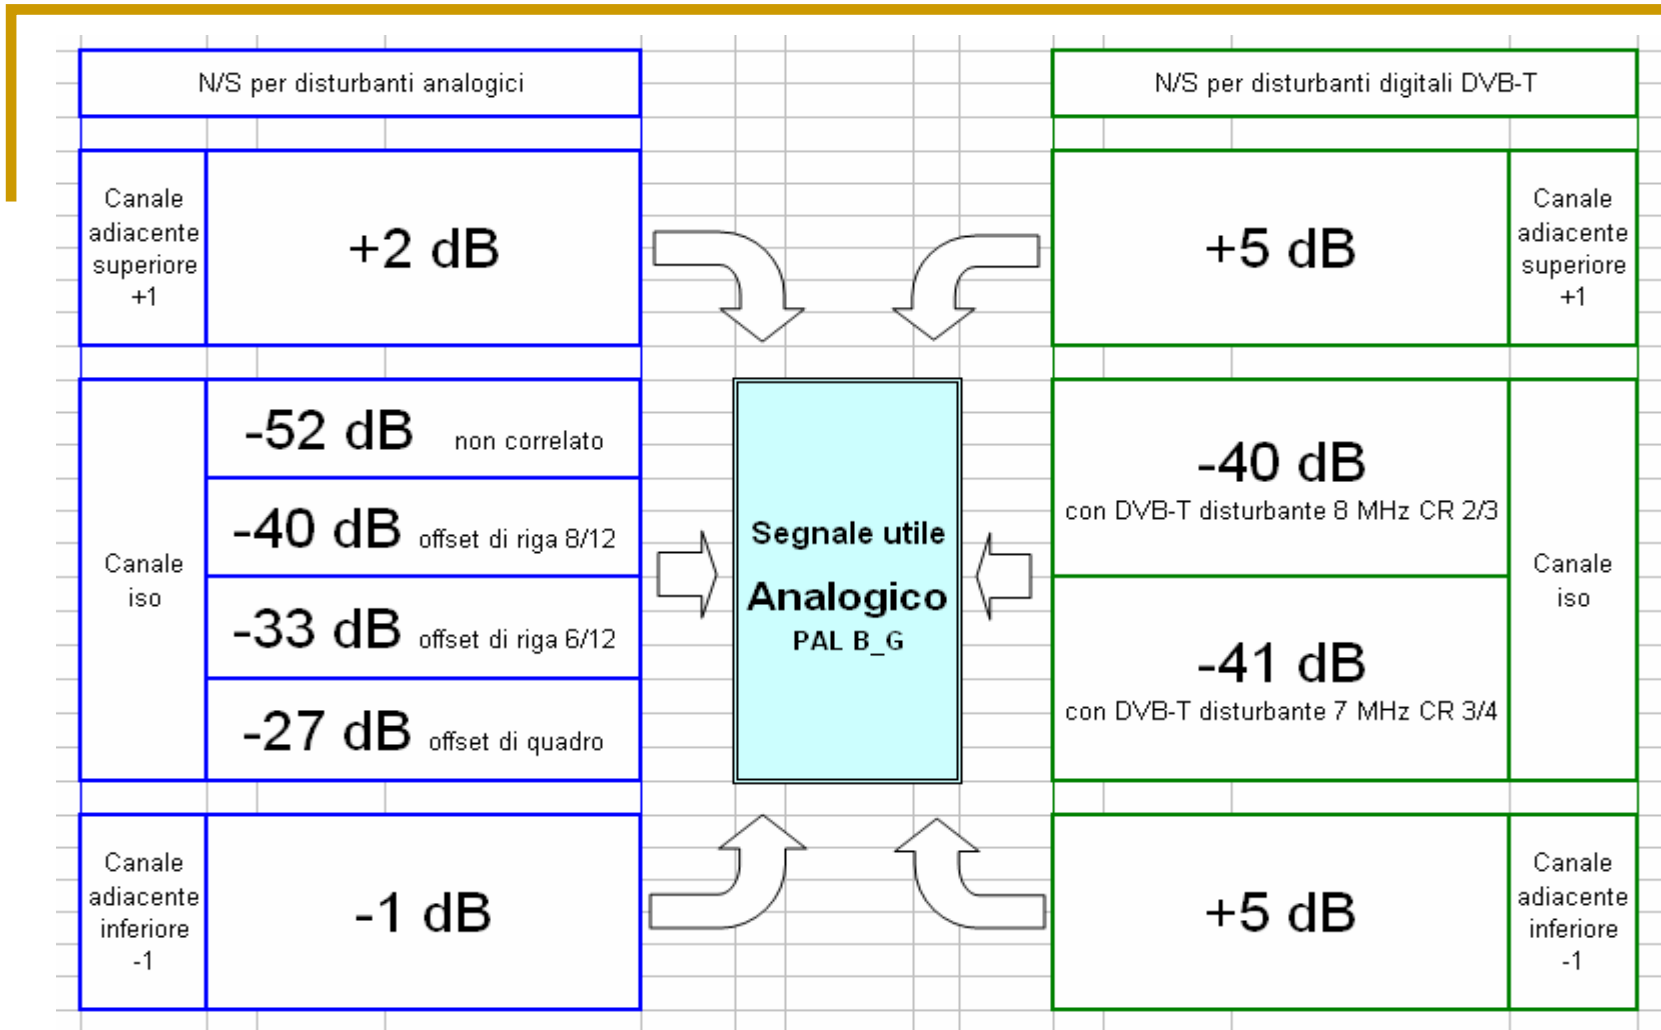 N/S per disturbanti analogici
Canale
adiacente
superiore
+1
+2 dB
Canale
iso
-52 dB non correlato
-40 dB offset di riga 8/12
-33 dB offset di riga 6/12
-27 dB offset di quadro
Canale
adiacente
inferiore
-1
-1 dB
Segnale utile
Analogico
PAL B_G
N/S per disturbanti digitali DVB-T
+5 dB
Canale
adiacente
superiore
+1
-40 dB
con DVB-T disturbante 8 MHz CR 2/3
-41 dB
con DVB-T disturbante 7 MHz CR 3/4
Canale
iso
+5 dB
Canale
adiacente
inferiore
-1